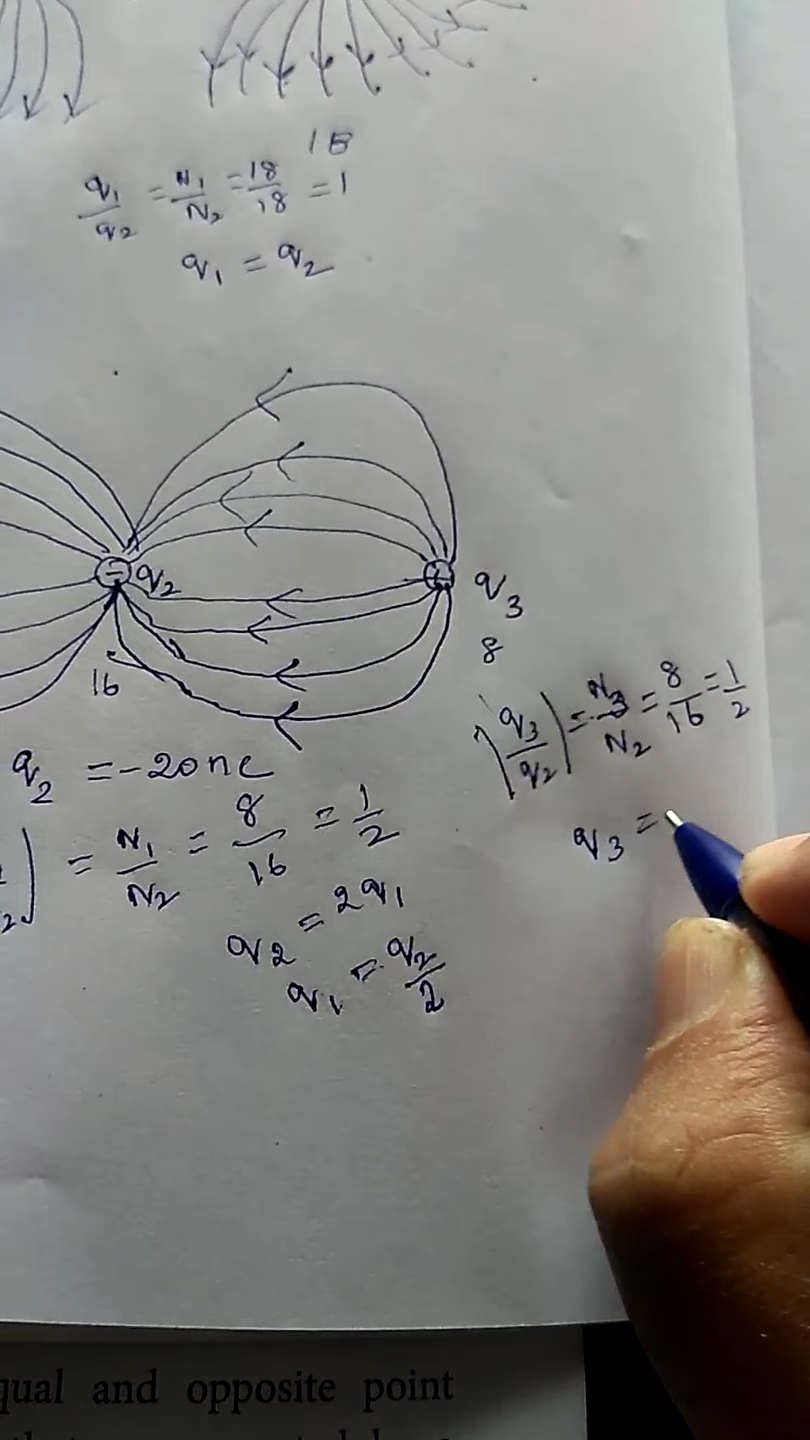 18
q₁/q₂ = N₁/N₂ = 18/18 = 1
q₁ = q₂
q₂
q₃
8
16
|q₃/q₂| = N₃/N₂ = 8/16 = 1/2
q₂ = -20nc
= N₁/N₂ = 8/16 = 1/2
q₃ =
q₂ = 2q₁
q₁ = q₂/2
qual and opposite point